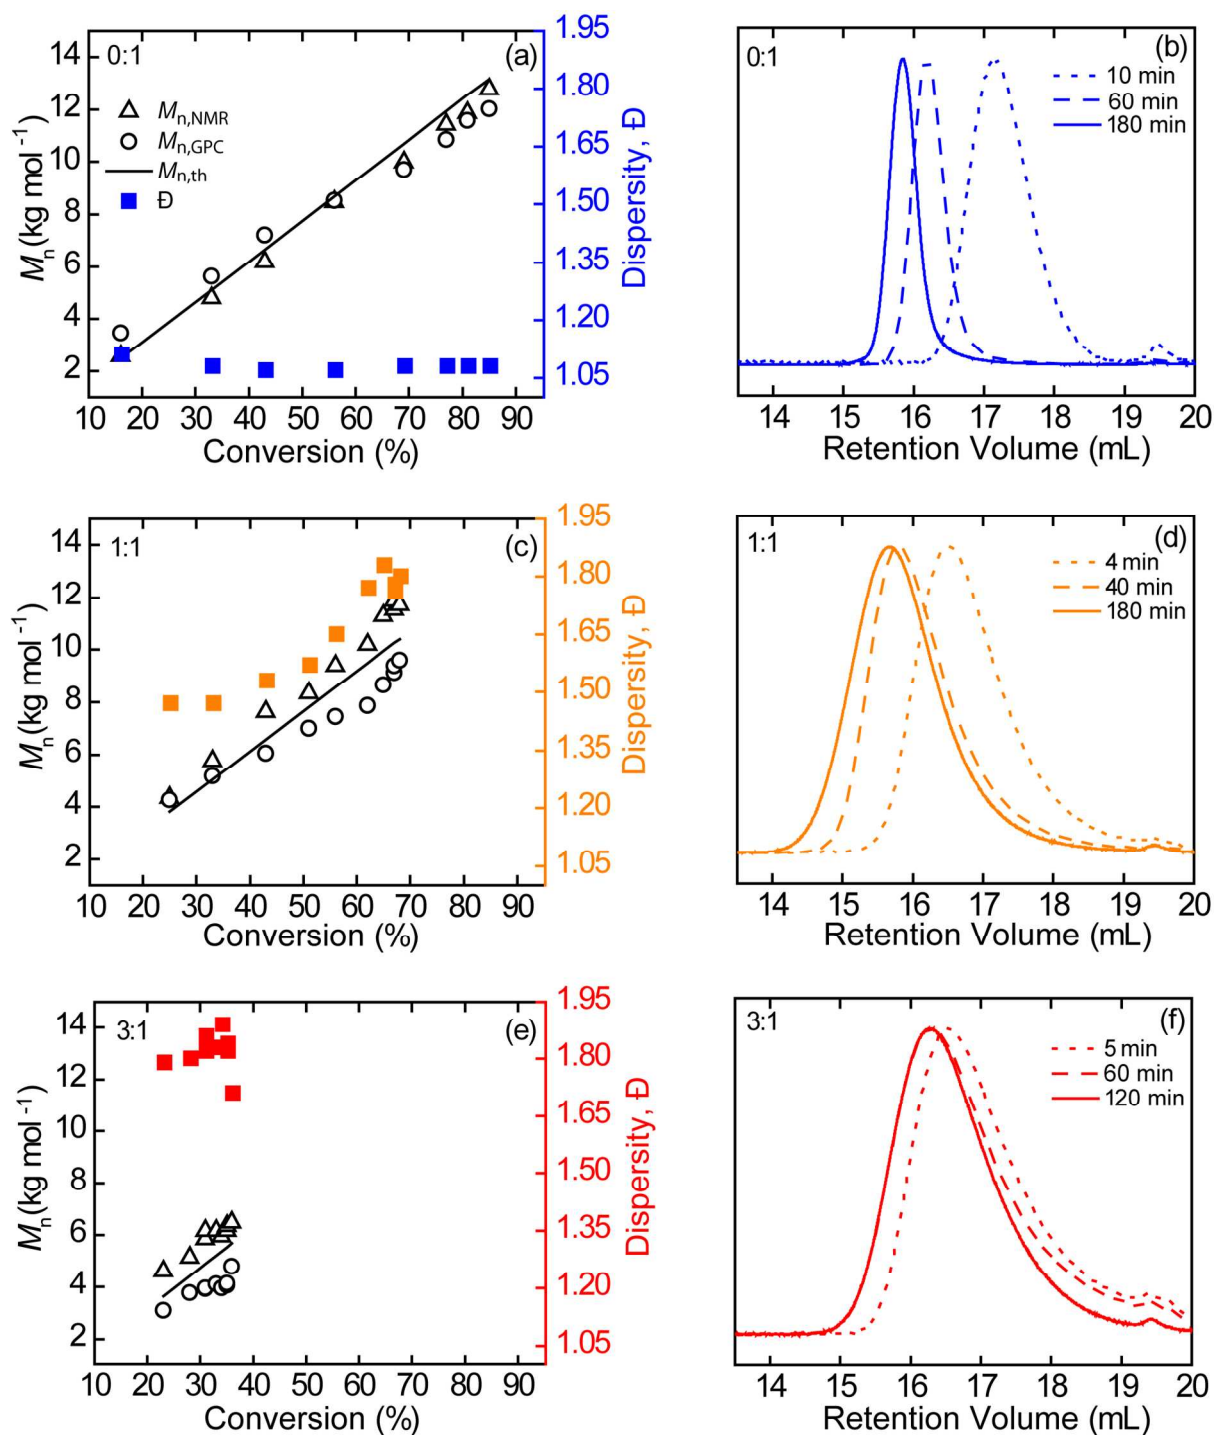 0:1
(a)
Mn,NMR
Mn,GPC
Mn,th
Đ
14
12
10
8
6
4
2
Mn (kg mol -1)
10 20 30 40 50 60 70 80 90
Conversion (%)
1.95
1.80
1.65
1.50
1.35
1.20
1.05
Dispersity, Đ
0:1
(b)
10 min
60 min
180 min
14 15 16 17 18 19 20
Retention Volume (mL)
1:1
(c)
14
12
10
8
6
4
2
Mn (kg mol -1)
10 20 30 40 50 60 70 80 90
Conversion (%)
1.95
1.80
1.65
1.50
1.35
1.20
1.05
Dispersity, Đ
1:1
(d)
4 min
40 min
180 min
14 15 16 17 18 19 20
Retention Volume (mL)
3:1
(e)
14
12
10
8
6
4
2
Mn (kg mol -1)
10 20 30 40 50 60 70 80 90
Conversion (%)
1.95
1.80
1.65
1.50
1.35
1.20
1.05
Dispersity, Đ
3:1
(f)
5 min
60 min
120 min
14 15 16 17 18 19 20
Retention Volume (mL)